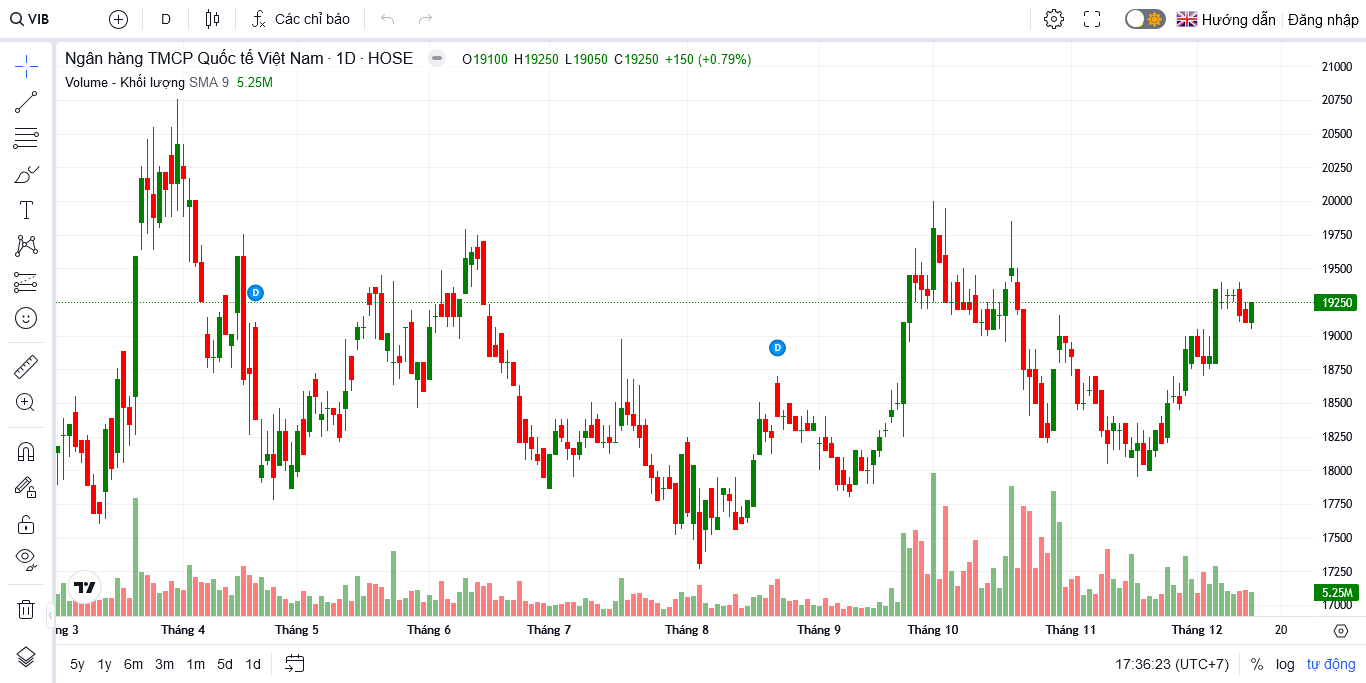 VIB D Các chỉ báo Hướng dẫn Đăng nhập
Ngân hàng TMCP Quốc tế Việt Nam · 1D · HOSE O19100 H19250 L19050 C19250 +150 (+0.79%)
Volume - Khối lượng SMA 9 5.25M
21000
20750
20500
20250
20000
19750
19500
19250
19000
18750
18500
18250
18000
17750
17500
17250
5.25M
17000
D
D
ng 3 Tháng 4 Tháng 5 Tháng 6 Tháng 7 Tháng 8 Tháng 9 Tháng 10 Tháng 11 Tháng 12 20
5y 1y 6m 3m 1m 5d 1d 17:36:23 (UTC+7) % log tự động